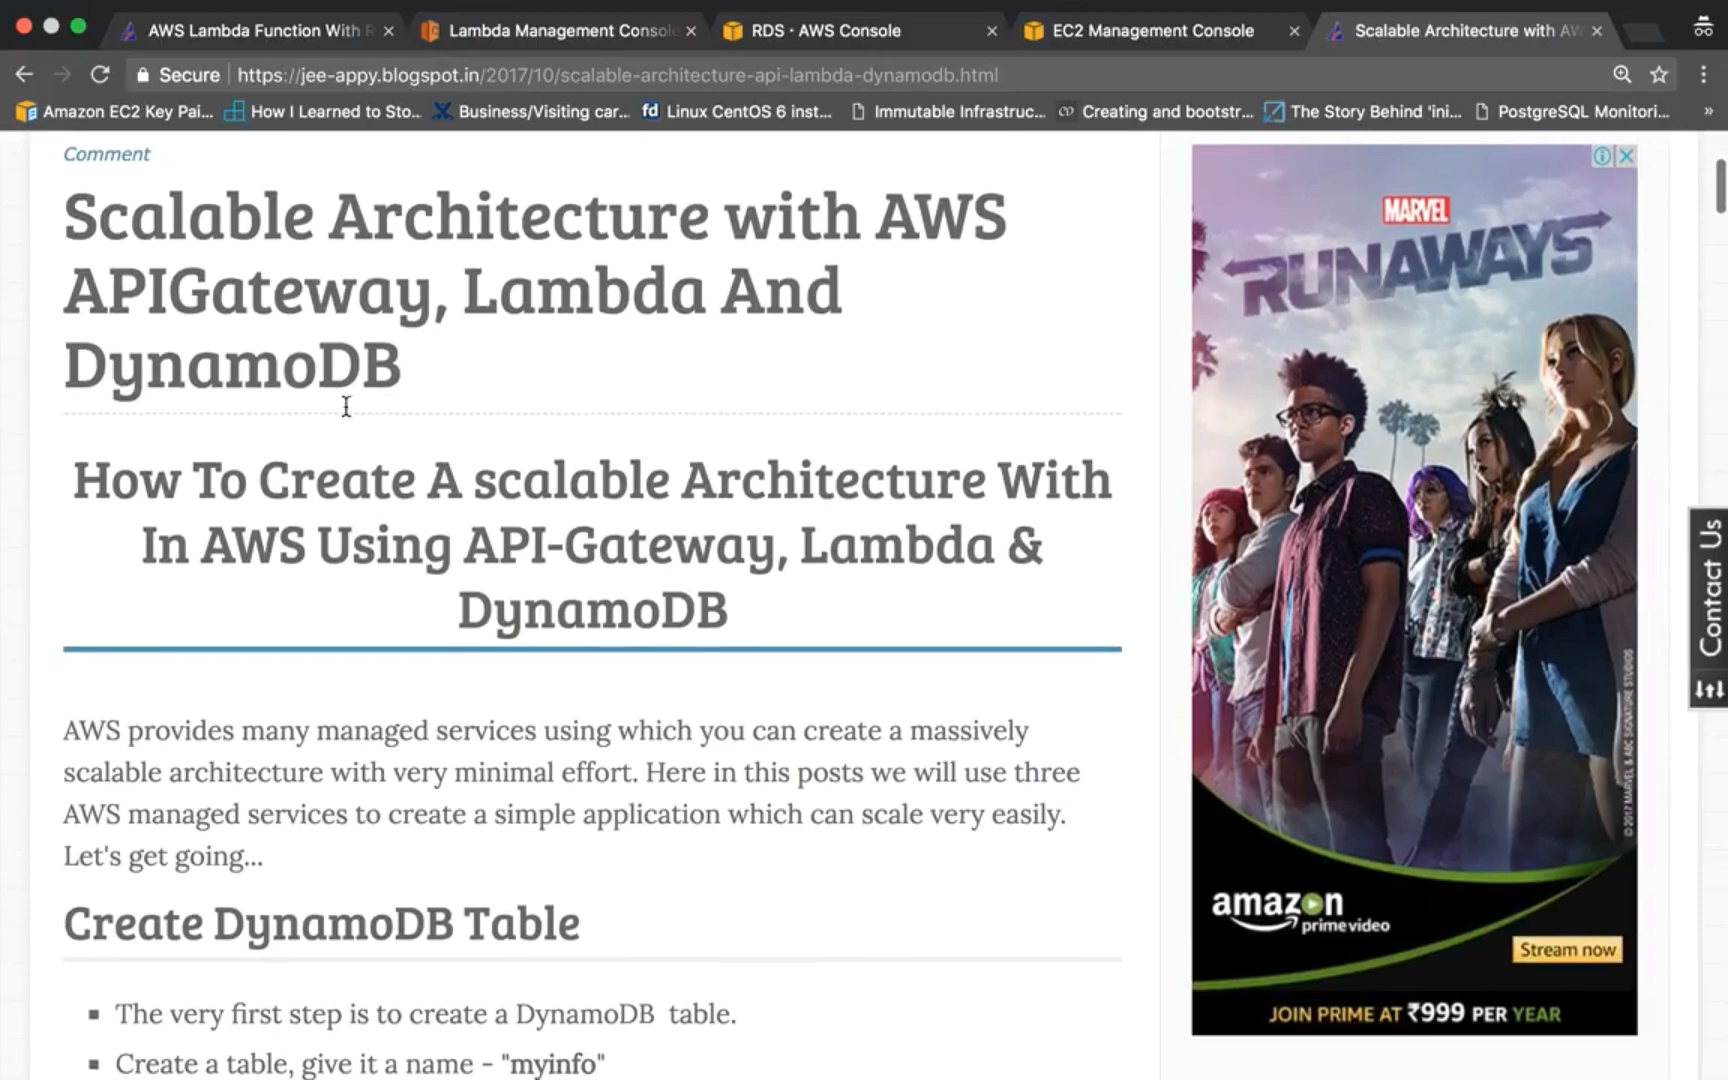 AWS Lambda Function With R
Lambda Management Console
RDS · AWS Console
EC2 Management Console
Scalable Architecture with AW
Secure
https://jee-appy.blogspot.in/2017/10/scalable-architecture-api-lambda-dynamodb.html
Amazon EC2 Key Pai...
How I Learned to Sto...
Business/Visiting car...
fd Linux CentOS 6 inst...
Immutable Infrastruc...
Creating and bootstr...
The Story Behind 'ini...
PostgreSQL Monitori...
»
Comment
Scalable Architecture with AWS
APIGateway, Lambda And
DynamoDB
How To Create A scalable Architecture With
In AWS Using API-Gateway, Lambda &
DynamoDB
AWS provides many managed services using which you can create a massively
scalable architecture with very minimal effort. Here in this posts we will use three
AWS managed services to create a simple application which can scale very easily.
Let's get going...
Create DynamoDB Table
The very first step is to create a DynamoDB table.
Create a table, give it a name - "myinfo"
MARVEL
RUNAWAYS
© 2017 MARVEL & ABC SIGNATURE STUDIOS
amazon
prime video
Stream now
JOIN PRIME AT ₹999 PER YEAR
Contact Us